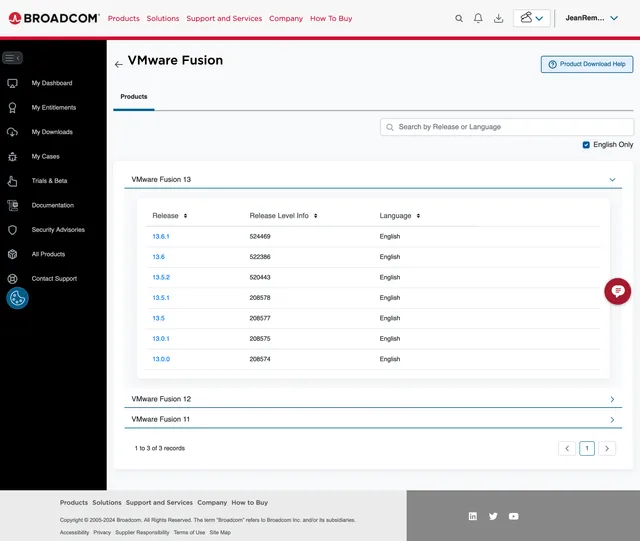 BROADCOM®
Products Solutions Support and Services Company How To Buy
JeanRem...
VMware Fusion
Product Download Help
My Dashboard
My Entitlements
My Downloads
My Cases
Trials & Beta
Documentation
Security Advisories
All Products
Contact Support
Products
Search by Release or Language
English Only
VMware Fusion 13
Release Release Level Info Language
13.6.1 524469 English
13.6 522386 English
13.5.2 520443 English
13.5.1 208578 English
13.5 208577 English
13.0.1 208575 English
13.0.0 208574 English
VMware Fusion 12
VMware Fusion 11
1 to 3 of 3 records
1
Products Solutions Support and Services Company How to Buy
Copyright © 2005-2024 Broadcom. All Rights Reserved. The term "Broadcom" refers to Broadcom Inc. and/or its subsidiaries.
Accessibility Privacy Supplier Responsibility Terms of Use Site Map